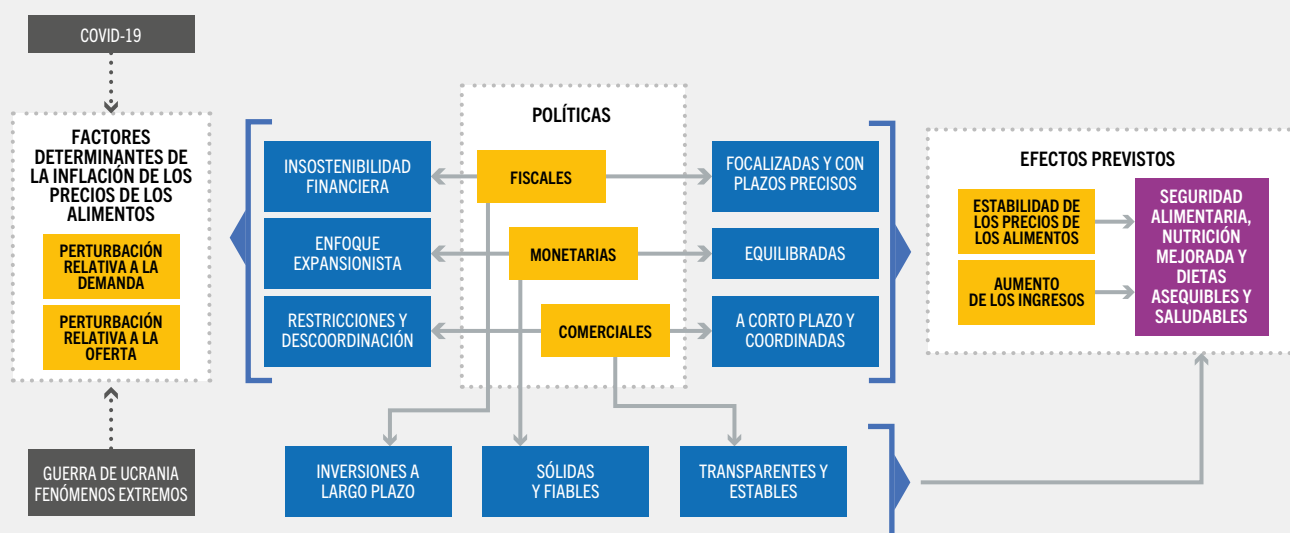 COVID-19
FACTORES
DETERMINANTES DE
LA INFLACIÓN DE LOS
PRECIOS DE LOS
ALIMENTOS
PERTURBACIÓN
RELATIVA A LA
DEMANDA
PERTURBACIÓN
RELATIVA A LA
OFERTA
GUERRA DE UCRANIA
FENÓMENOS EXTREMOS
INSOSTENIBILIDAD
FINANCIERA
ENFOQUE
EXPANSIONISTA
RESTRICCIONES Y
DESCOORDINACIÓN
POLÍTICAS
FISCALES
MONETARIAS
COMERCIALES
FOCALIZADAS Y CON
PLAZOS PRECISOS
EQUILIBRADAS
A CORTO PLAZO Y
COORDINADAS
INVERSIONES A
LARGO PLAZO
SÓLIDAS
Y FIABLES
TRANSPARENTES Y
ESTABLES
EFECTOS PREVISTOS
ESTABILIDAD DE
LOS PRECIOS DE
LOS ALIMENTOS
AUMENTO
DE LOS INGRESOS
SEGURIDAD
ALIMENTARIA,
NUTRICIÓN
MEJORADA Y
DIETAS
ASEQUIBLES Y
SALUDABLES